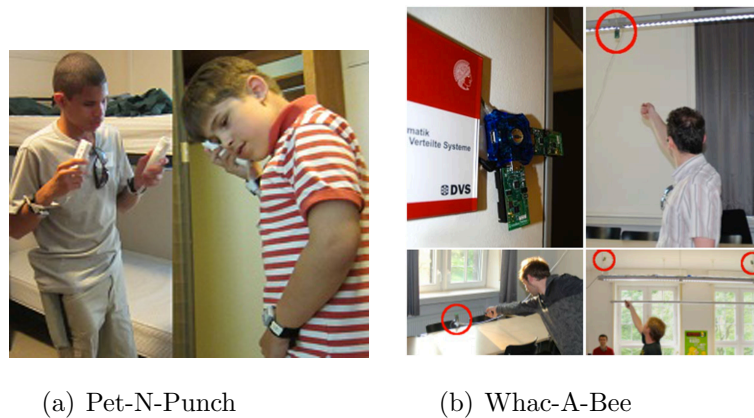 matik
Verteilte Systeme
DVS
(a) Pet-N-Punch
(b) Whac-A-Bee